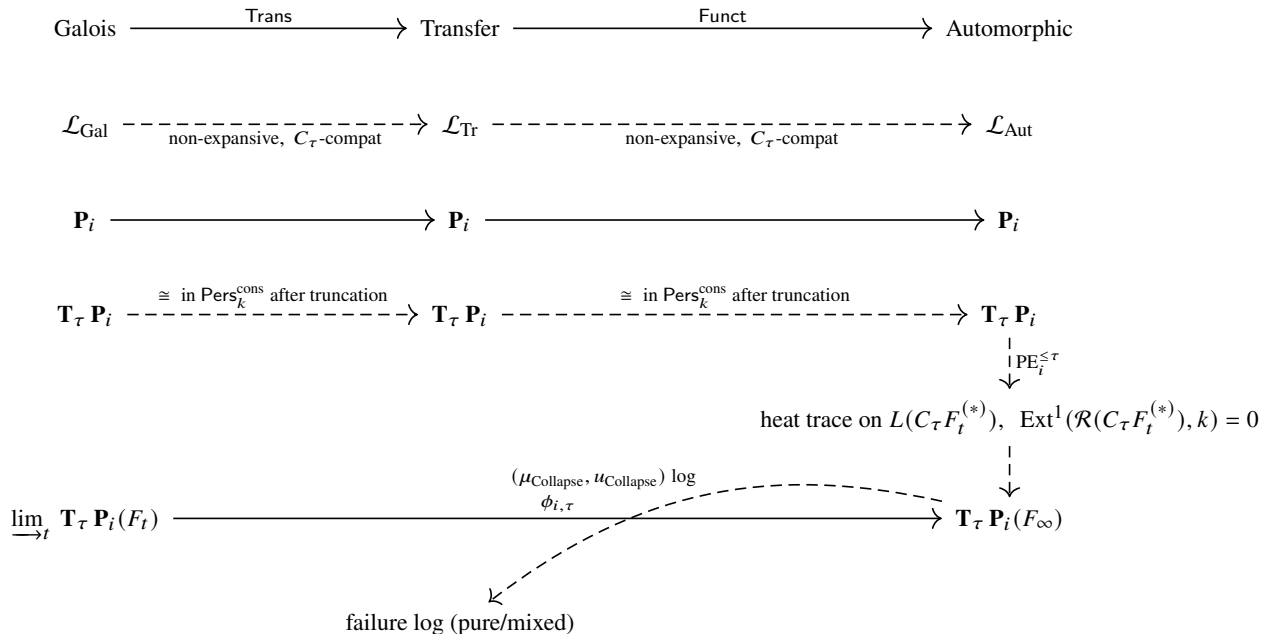 Trans Funct
Galois Transfer Automorphic
ℒ_Gal ℒ_Tr ℒ_Aut
non-expansive, C_τ-compat non-expansive, C_τ-compat
P_i P_i P_i
≅ in Pers_k^cons after truncation ≅ in Pers_k^cons after truncation
T_τ P_i T_τ P_i T_τ P_i
PE_i^{≤τ}
heat trace on L(C_τ F_t^{(*)}), Ext^1(ℛ(C_τ F_t^{(*)}), k) = 0
(μ_Collapse, u_Collapse) log
ϕ_{i,τ}
lim_{→t} T_τ P_i(F_t) T_τ P_i(F_∞)
failure log (pure/mixed)